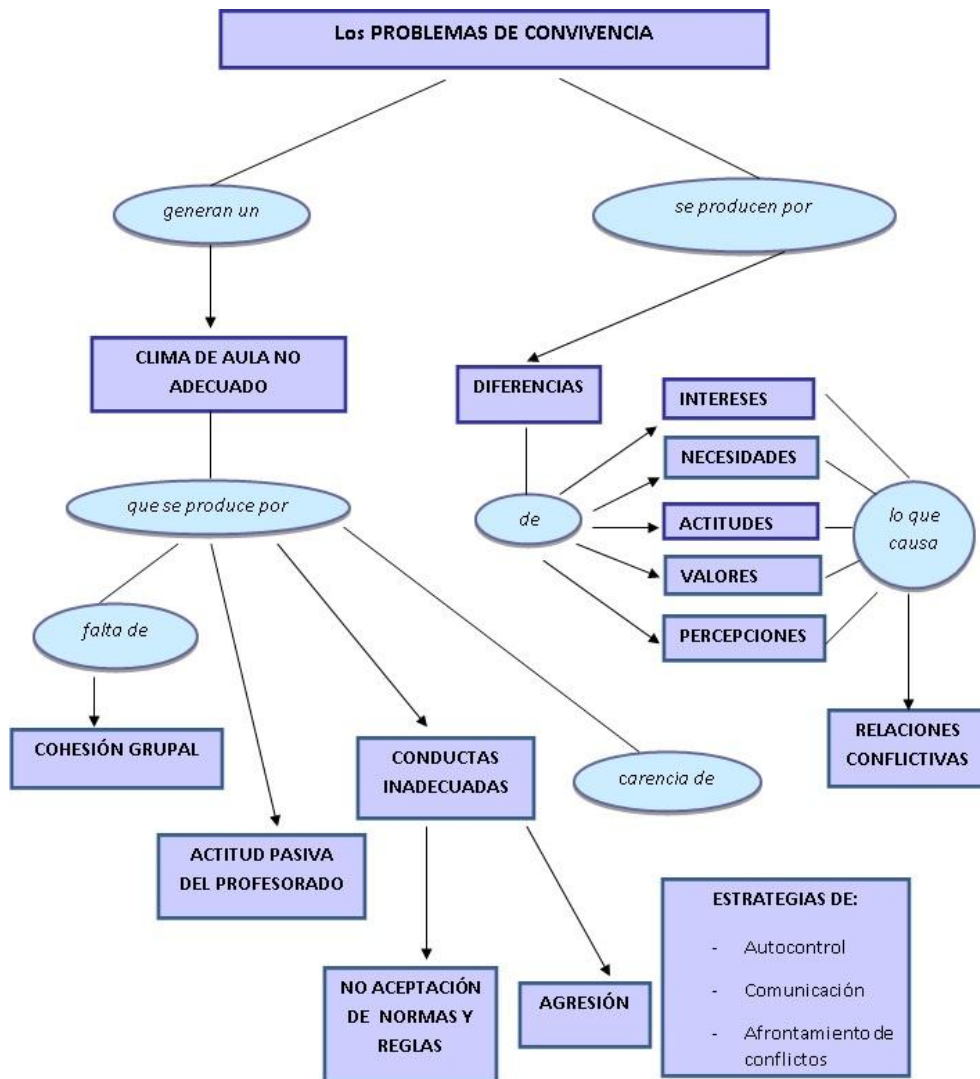 Los PROBLEMAS DE CONVIVENCIA
generan un
se producen por
CLIMA DE AULA NO
ADECUADO
DIFERENCIAS
INTERESES
NECESIDADES
ACTITUDES
VALORES
PERCEPCIONES
de
lo que
causa
que se produce por
falta de
COHESIÓN GRUPAL
CONDUCTAS
INADECUADAS
carencia de
RELACIONES
CONFLICTIVAS
ACTITUD PASIVA
DEL PROFESORADO
NO ACEPTACIÓN
DE NORMAS Y
REGLAS
AGRESIÓN
ESTRATEGIAS DE:
- Autocontrol
- Comunicación
- Afrontamiento de
conflictos